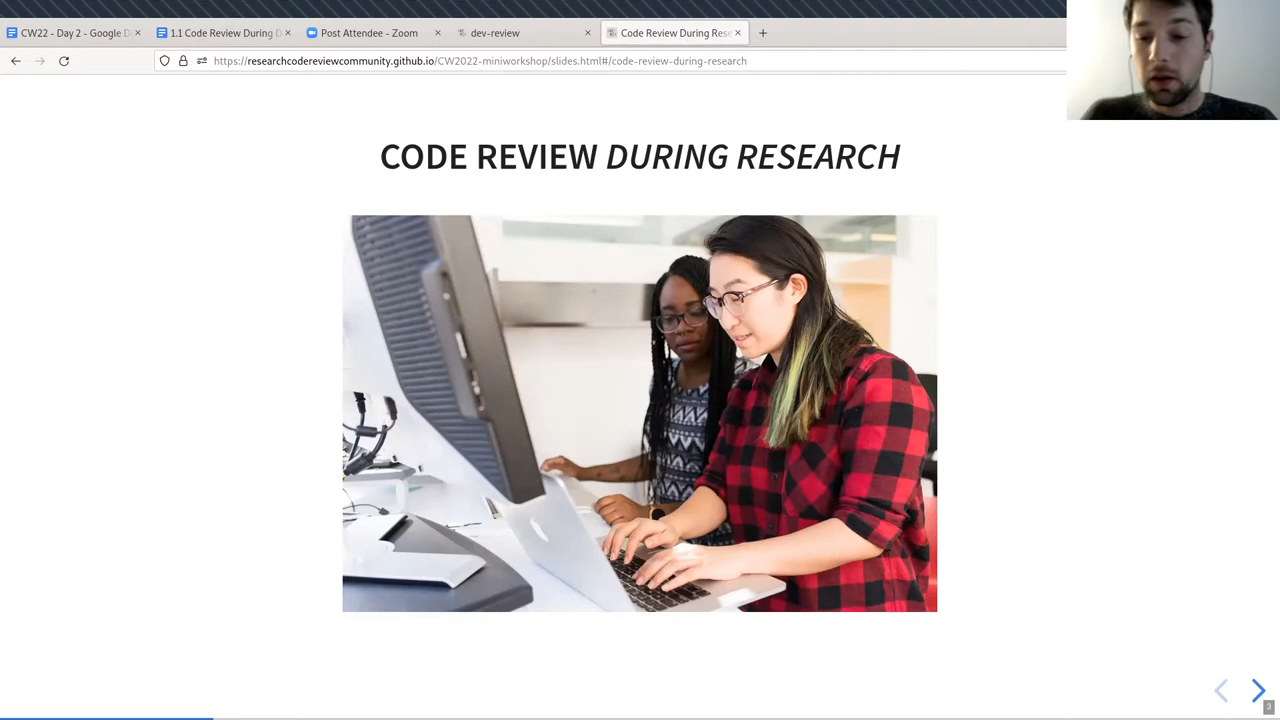 CW22 - Day 2 - Google D
1.1 Code Review During D
Post Attendee - Zoom
dev-review
Code Review During Rese
https://researchcodereviewcommunity.github.io/CW2022-miniworkshop/slides.html#/code-review-during-research
CODE REVIEW DURING RESEARCH
3